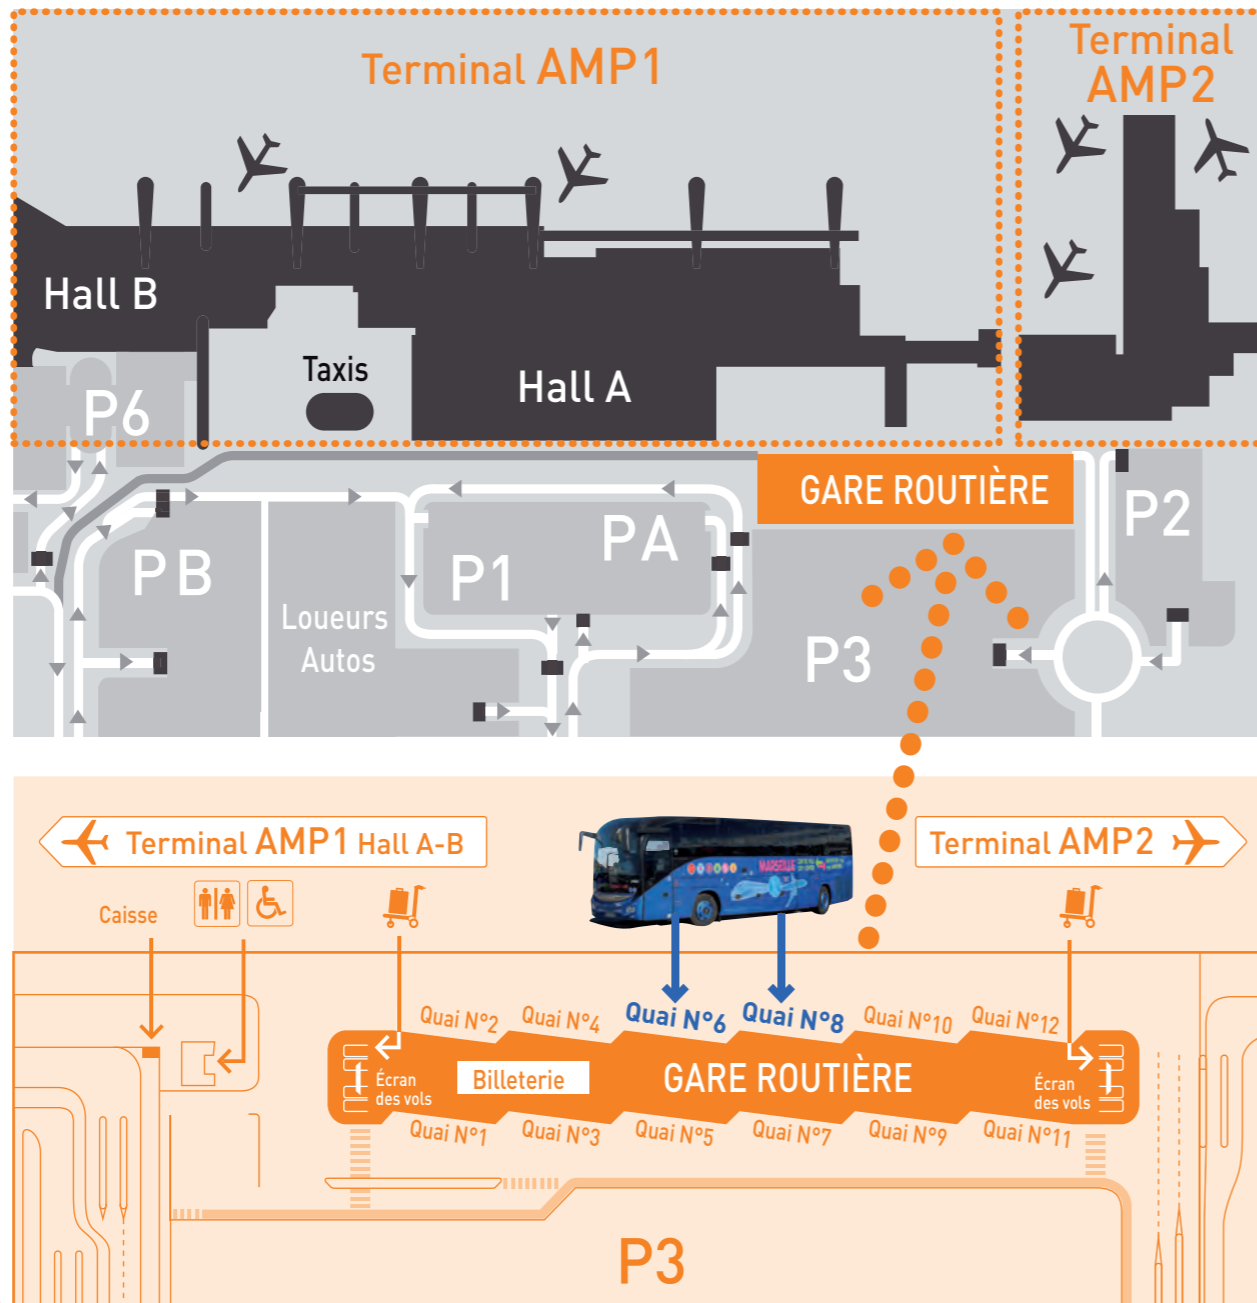 Terminal AMP1
Terminal
AMP2
Hall B
Taxis
Hall A
P6
GARE ROUTIÈRE
P2
PB
P1
PA
Loueurs
Autos
P3
Terminal AMP1 Hall A-B
Terminal AMP2
Caisse
MARSEILLE
Quai N°2
Quai N°4
Quai N°6
Quai N°8
Quai N°10
Quai N°12
Écran
des vols
Billeterie
GARE ROUTIÈRE
Écran
des vols
Quai N°1
Quai N°3
Quai N°5
Quai N°7
Quai N°9
Quai N°11
P3